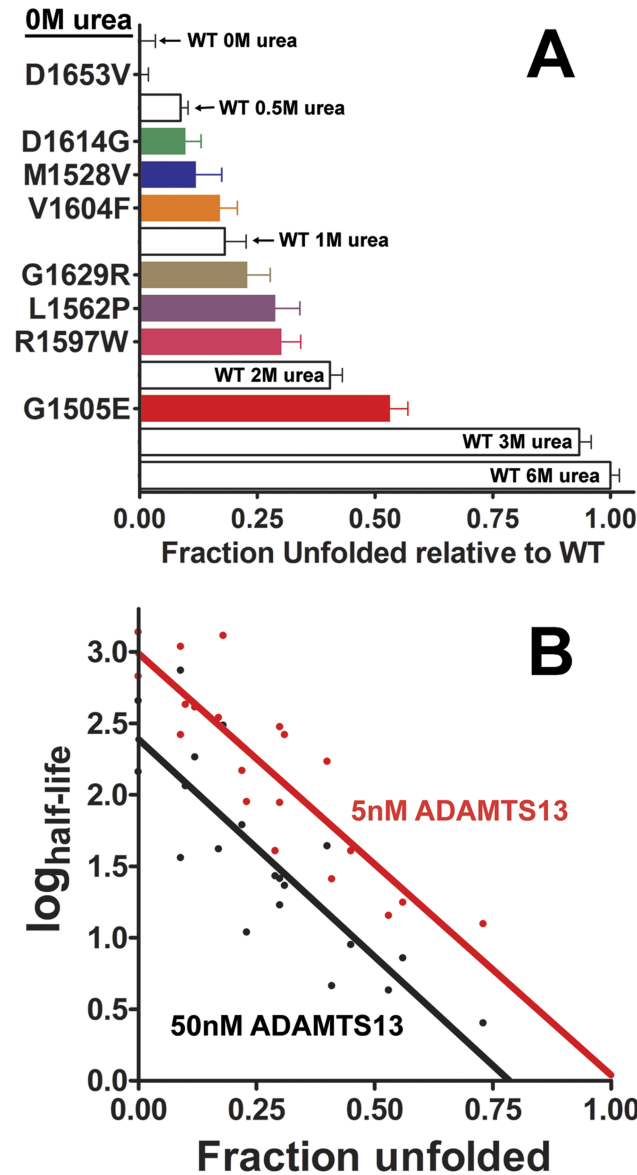 0M urea
A
WT 0M urea
D1653V
WT 0.5M urea
D1614G
M1528V
V1604F
WT 1M urea
G1629R
L1562P
R1597W
WT 2M urea
G1505E
WT 3M urea
WT 6M urea
0.00 0.25 0.50 0.75 1.00
Fraction Unfolded relative to WT
B
3.0
2.5
2.0
1.5
1.0
0.5
0.0
loghalf-life
5nM ADAMTS13
50nM ADAMTS13
0.00 0.25 0.50 0.75 1.00
Fraction unfolded